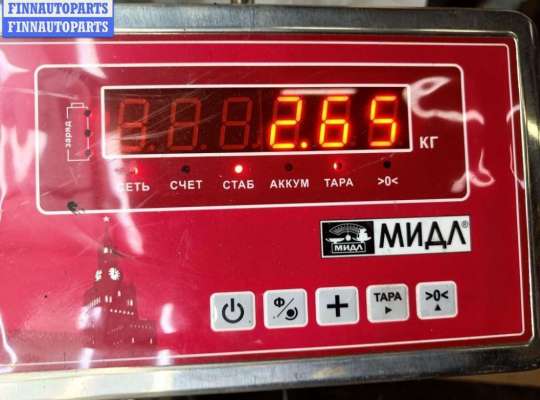 FINNAUTOPARTS
FINNAUTOPARTS
заряд
2.65
КГ
СЕТЬ СЧЕТ СТАБ АККУМ ТАРА >0<
МИДЛ МИДЛ®
Ф/ + ТАРА >0<